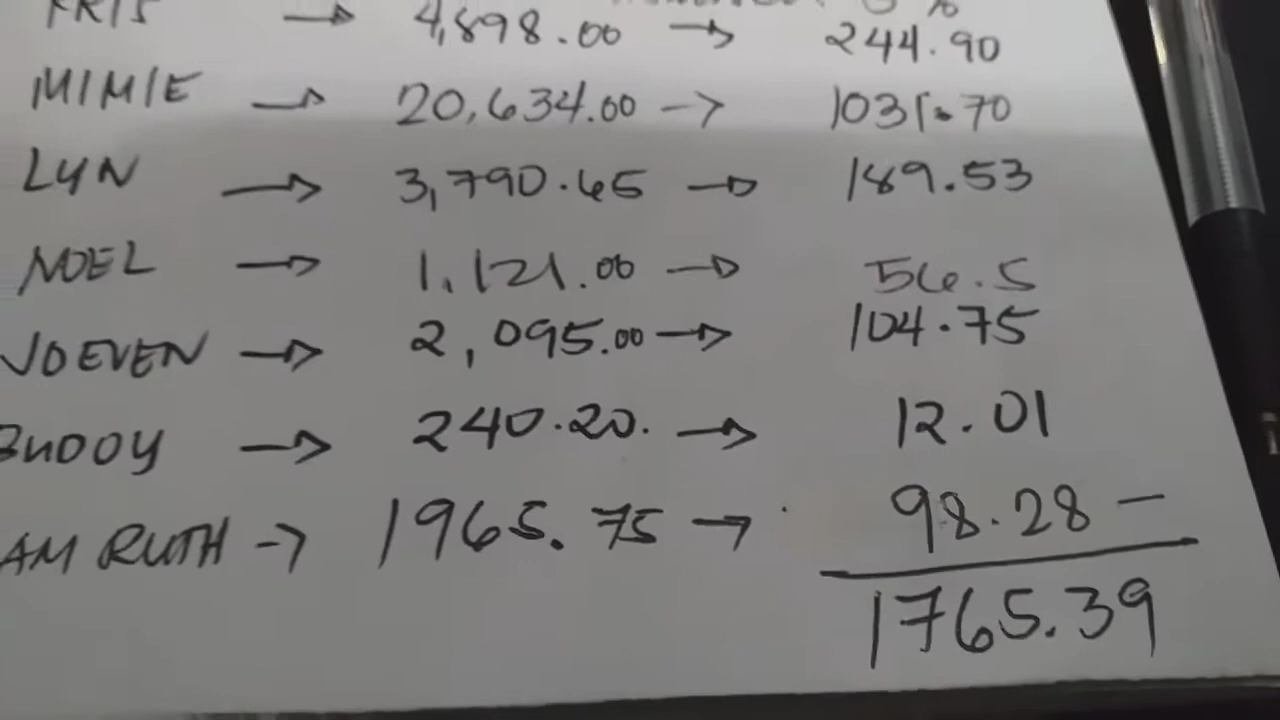 KRIS → 4,898.00 → 244.90
MIMIE → 20,634.00 → 1031.70
LYN → 3,790.65 → 189.53
NOEL → 1,121.00 → 56.5
JOEVEN → 2,095.00 → 104.75
BUDDY → 240.20. → 12.01
AM RUTH → 1965.75 → 98.28 -
1765.39